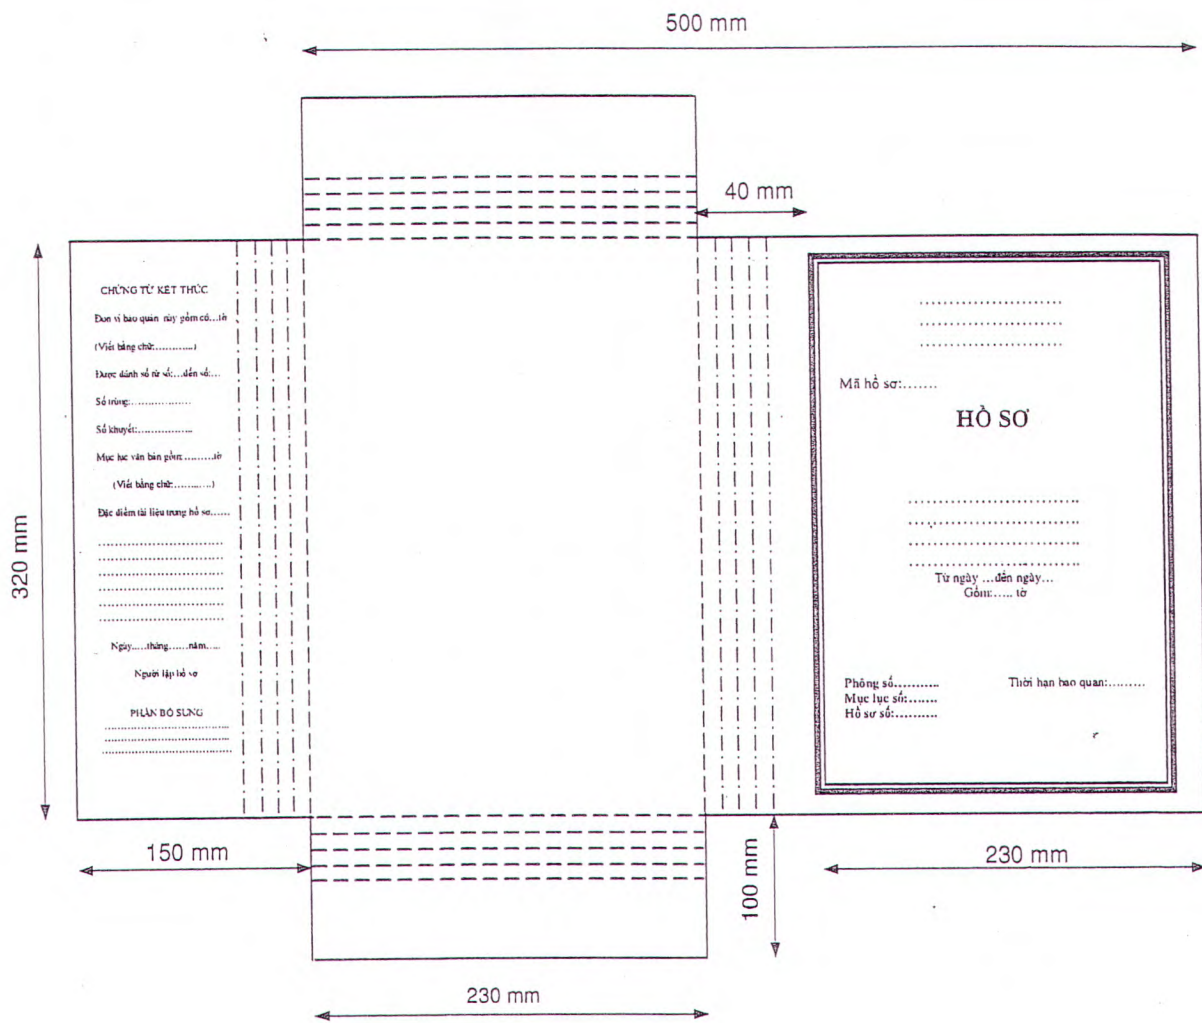 500 mm
40 mm
CHỨNG TỪ KẾT THÚC
Đơn vị bảo quản này gồm có...tờ
(Viết bằng chữ:............)
Được đánh số từ số:...đến số:...
Số trùng:..................
Số khuyết:................
Mục lục văn bản gồm:.........tờ
(Viết bằng chữ:............)
Đặc điểm tài liệu trong hồ sơ......
.......................................
.......................................
.......................................
.......................................
.......................................
.......................................
Ngày.....tháng......năm.....
Người lập hồ sơ
PHẦN BỔ SUNG
.......................................
.......................................
.......................................
........................
........................
........................
Mã hồ sơ:.......
HỒ SƠ
..............................
..............................
..............................
..............................
Từ ngày ...đến ngày...
Gồm:..... tờ
Phông số..........
Mục lục số:.......
Hồ sơ số:..........
Thời hạn bao quan:.........
320 mm
150 mm
100 mm
230 mm
230 mm